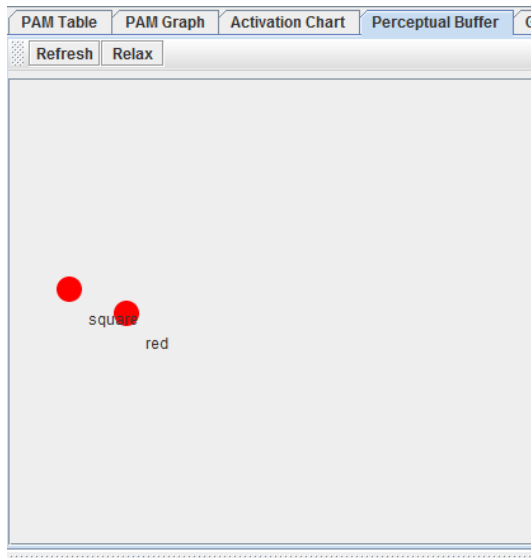 PAM Table PAM Graph Activation Chart Perceptual Buffer
Refresh Relax
square
red